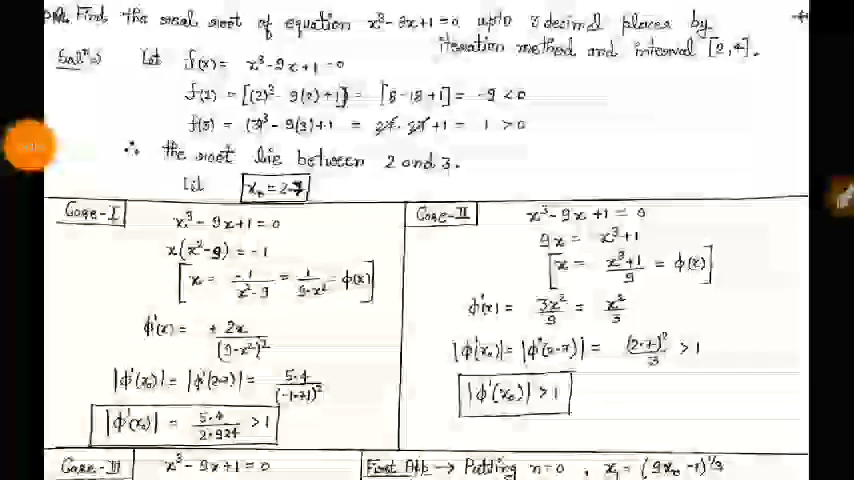 Find the real root of equation x³-9x+1=0 upto 3 decimal places by
iteration method and interval [2,4].
Solⁿ⇒ Let f(x) = x³-9x+1=0
f(2) = [(2)³-9(2)+1] = [8-18+1] = -9 <0
f(3) = (3)³-9(3)+1 = 27-27+1 = 1 >0
∴ the root lie between 2 and 3.
Let x₀ = 2.7
Case-I x³-9x+1=0
x(x²-9) = -1
[x = -1/(x²-9) = 1/(9-x²) = ϕ(x)]
ϕ'(x) = + 2x/(9-x²)²
|ϕ'(x₀)| = |ϕ'(2.7)| = 5.4/(-1.71)²
|ϕ'(x₀)| = 5.4/2.924 >1
Case-II x³-9x+1=0
9x = x³+1
[x = (x³+1)/9 = ϕ(x)]
ϕ'(x) = 3x²/9 = x²/3
|ϕ'(x₀)| = |ϕ'(2.7)| = (2.7)²/3 >1
|ϕ'(x₀)| >1
Case-III x³-9x+1=0
First App → Putting n=0, x₁ = (9x₀-1)^1/3